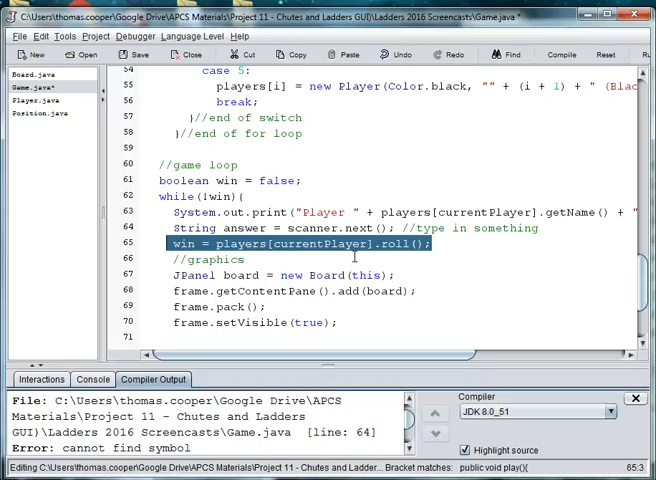 C:\Users\thomas.cooper\Google Drive\APCS Materials\Project 11 - Chutes and Ladders GUI)\Ladders 2016 Screencasts\Game.java *
File Edit Tools Project Debugger Language Level Help
New Open Save Close Cut Copy Paste Undo Redo Find Compile Reset Ru
Board.java
Game.java*
Player.java
Position.java
54 case 5:
55 players[i] = new Player(Color.black, "" + (i + 1) + " (Blac
56 break;
57 }//end of switch
58 }//end of for loop
59
60 //game loop
61 boolean win = false;
62 while(!win){
63 System.out.print("Player " + players[currentPlayer].getName() + "
64 String answer = scanner.next(); //type in something
65 win = players[currentPlayer].roll();
66 //graphics
67 JPanel board = new Board(this);
68 frame.getContentPane().add(board);
69 frame.pack();
70 frame.setVisible(true);
71
Interactions Console Compiler Output
File: C:\Users\thomas.cooper\Google Drive\APCS
Materials\Project 11 - Chutes and Ladders
GUI)\Ladders 2016 Screencasts\Game.java [line: 64]
Error: cannot find symbol
Compiler
JDK 8.0_51
Highlight source
Editing C:\Users\thomas.cooper\Google Drive\APCS Materials\Project 11 - Chutes and Ladder... Bracket matches: public void play(){ 65:3